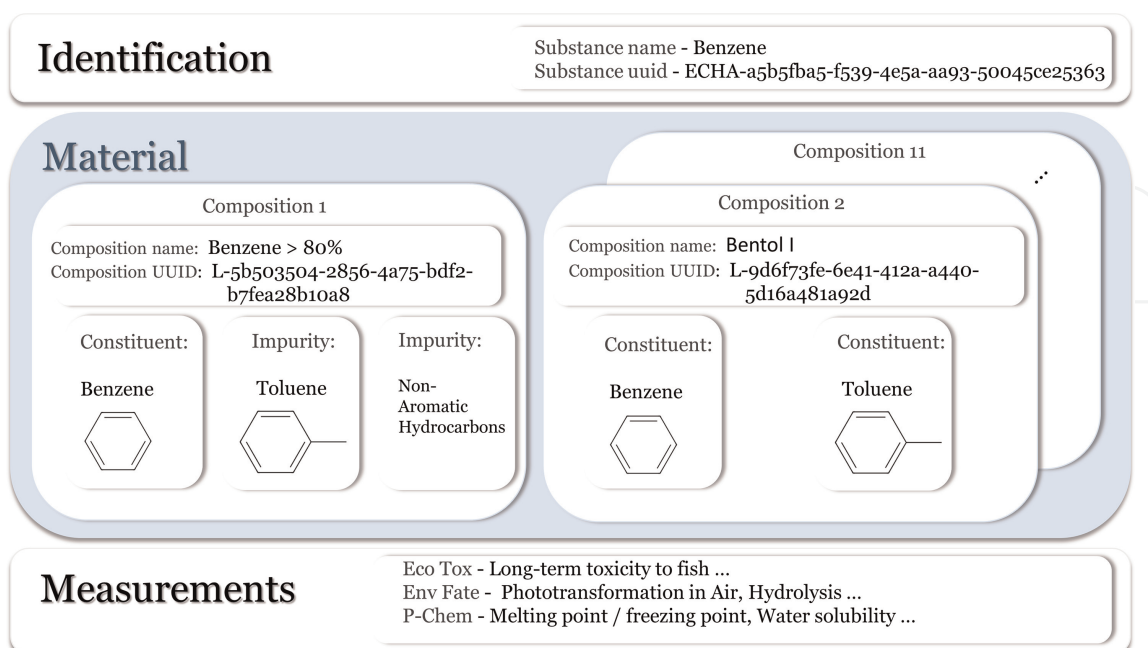 Identification
Substance name - Benzene
Substance uuid - ECHA-a5b5fba5-f539-4e5a-aa93-50045ce25363
Material
Composition 11
...
Composition 1
Composition name: Benzene > 80%
Composition UUID: L-5b503504-2856-4a75-bdf2-
b7fea28b10a8
Constituent:
Benzene
Impurity:
Toluene
Impurity:
Non-
Aromatic
Hydrocarbons
Composition 2
Composition name: Bentol I
Composition UUID: L-9d6f73fe-6e41-412a-a440-
5d16a481a92d
Constituent:
Benzene
Constituent:
Toluene
Measurements
Eco Tox - Long-term toxicity to fish ...
Env Fate - Phototransformation in Air, Hydrolysis ...
P-Chem - Melting point / freezing point, Water solubility ...